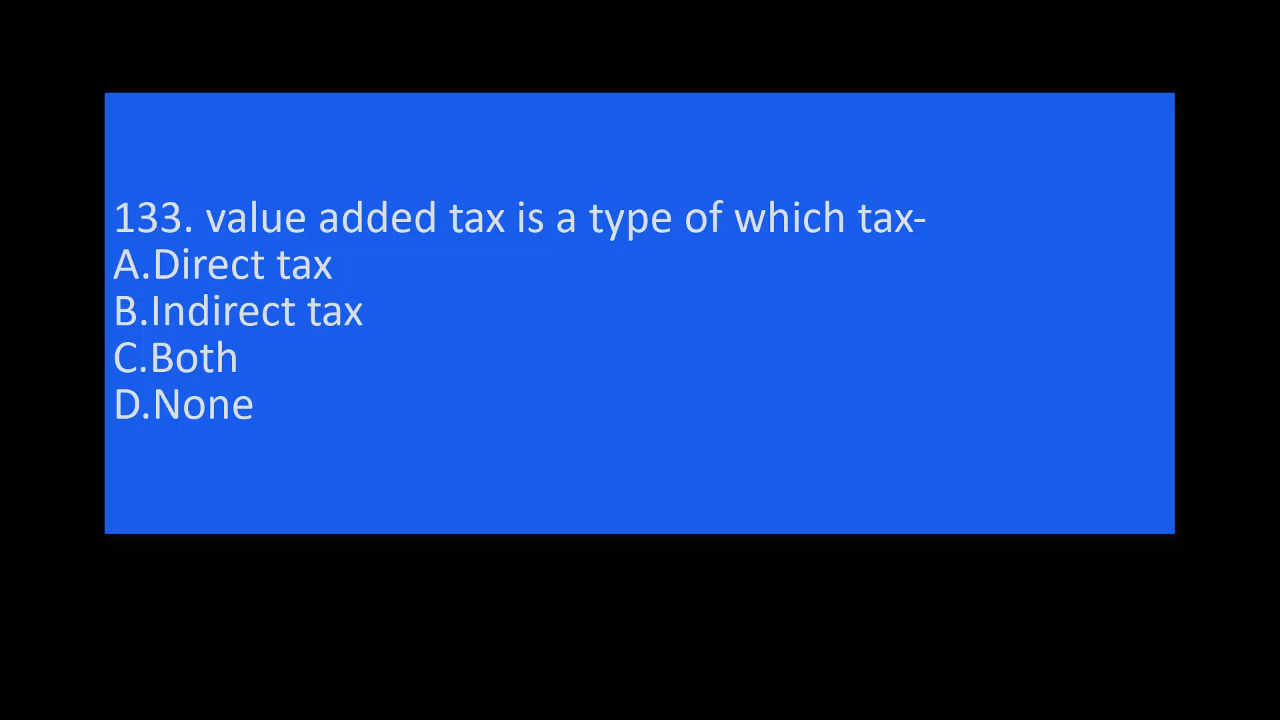 133. value added tax is a type of which tax-
A.Direct tax
B.Indirect tax
C.Both
D.None